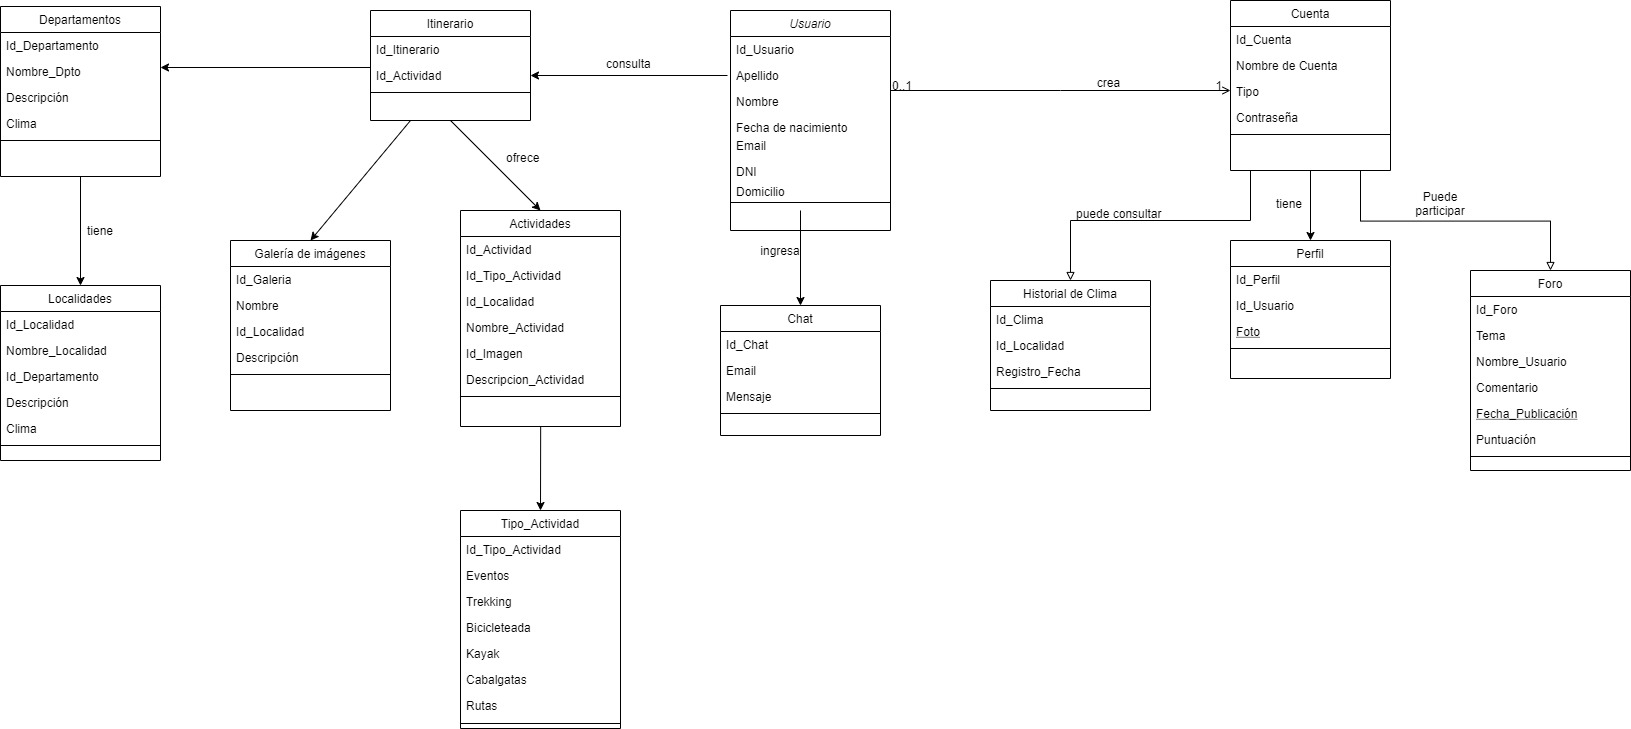 Departamentos
Id_Departamento
Nombre_Dpto
Descripción
Clima
Itinerario
Id_Itinerario
Id_Actividad
consulta
Usuario
Id_Usuario
Apellido
Nombre
Fecha de nacimiento
Email
DNI
Domicilio
0..1
crea
1
Cuenta
Id_Cuenta
Nombre de Cuenta
Tipo
Contraseña
tiene
ofrece
ingresa
puede consultar
tiene
Puede
participar
Localidades
Id_Localidad
Nombre_Localidad
Id_Departamento
Descripción
Clima
Galería de imágenes
Id_Galeria
Nombre
Id_Localidad
Descripción
Actividades
Id_Actividad
Id_Tipo_Actividad
Id_Localidad
Nombre_Actividad
Id_Imagen
Descripcion_Actividad
Chat
Id_Chat
Email
Mensaje
Historial de Clima
Id_Clima
Id_Localidad
Registro_Fecha
Perfil
Id_Perfil
Id_Usuario
Foto
Foro
Id_Foro
Tema
Nombre_Usuario
Comentario
Fecha_Publicación
Puntuación
Tipo_Actividad
Id_Tipo_Actividad
Eventos
Trekking
Bicicleteada
Kayak
Cabalgatas
Rutas